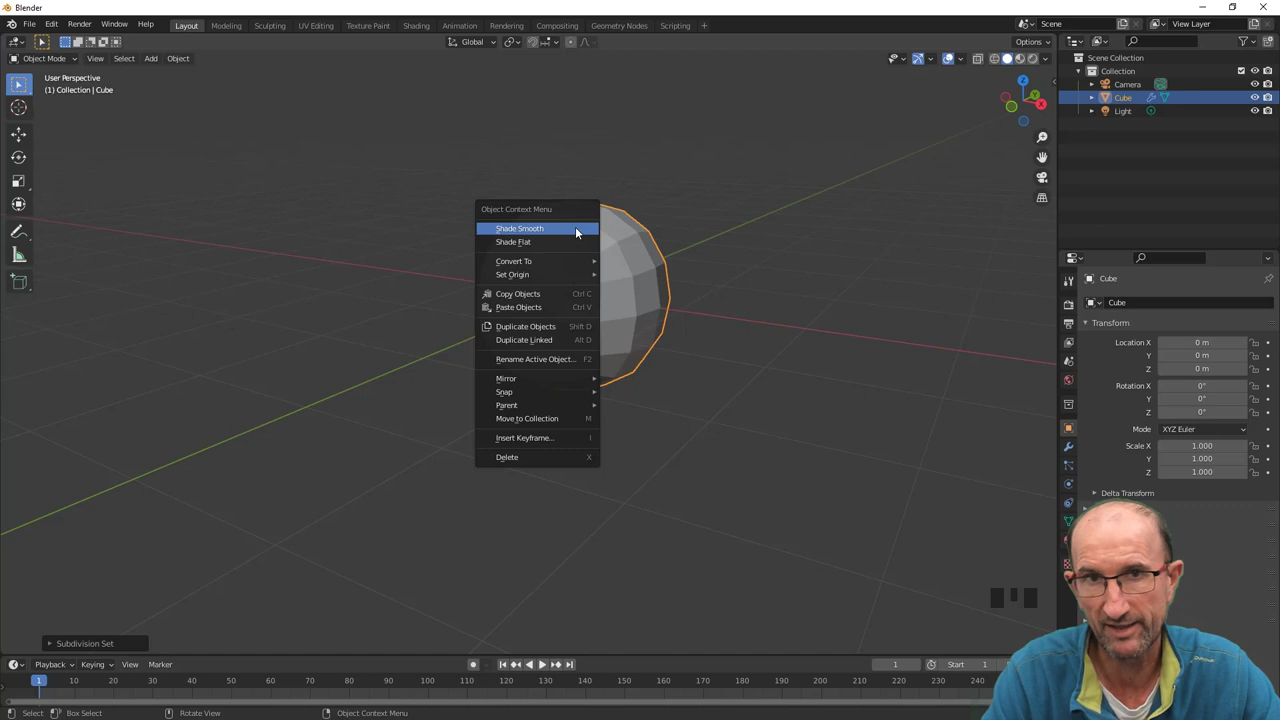 Blender
File Edit Render Window Help Layout Modeling Sculpting UV Editing Texture Paint Shading Animation Rendering Compositing Geometry Nodes Scripting + Scene View Layer
Global Options
Object Mode View Select Add Object
User Perspective
(1) Collection | Cube
Z
Y
X
Scene Collection
Collection
Camera
Cube
Light
Object Context Menu
Shade Smooth
Shade Flat
Convert To
Set Origin
Copy Objects Ctrl C
Paste Objects Ctrl V
Duplicate Objects Shift D
Duplicate Linked Alt D
Rename Active Object... F2
Mirror
Snap
Parent
Move to Collection M
Insert Keyframe... I
Delete X
Cube
Cube
Transform
Location X 0 m
Y 0 m
Z 0 m
Rotation X 0°
Y 0°
Z 0°
Mode XYZ Euler
Scale X 1.000
Y 1.000
Z 1.000
Delta Transform
Subdivision Set
Playback Keying View Marker 1 Start 1
1 10 20 30 40 50 60 70 80 90 100 110 120 130 140 150 160 170 180 190 200 210 220 230 240
Select Box Select Rotate View Object Context Menu